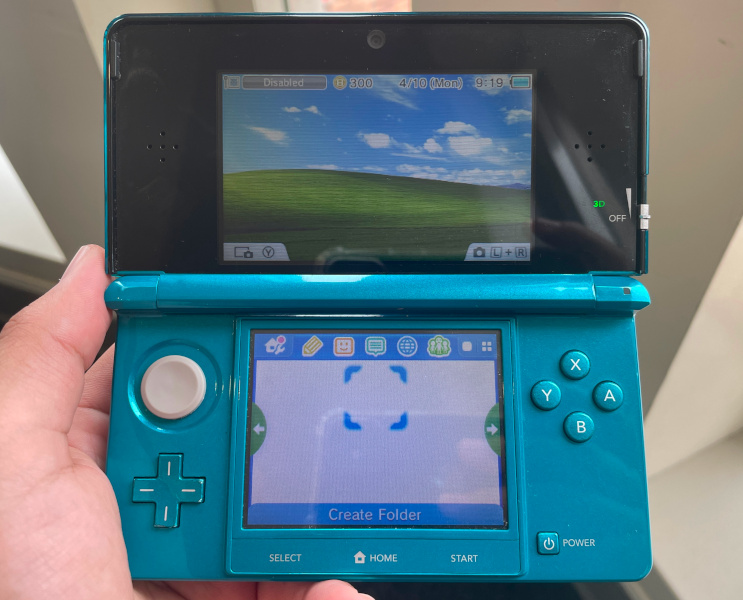 Disabled 300 4/10 (Mon) 9:19
3D
OFF
Y L + R
X
Y A
B
Create Folder
SELECT HOME START
POWER